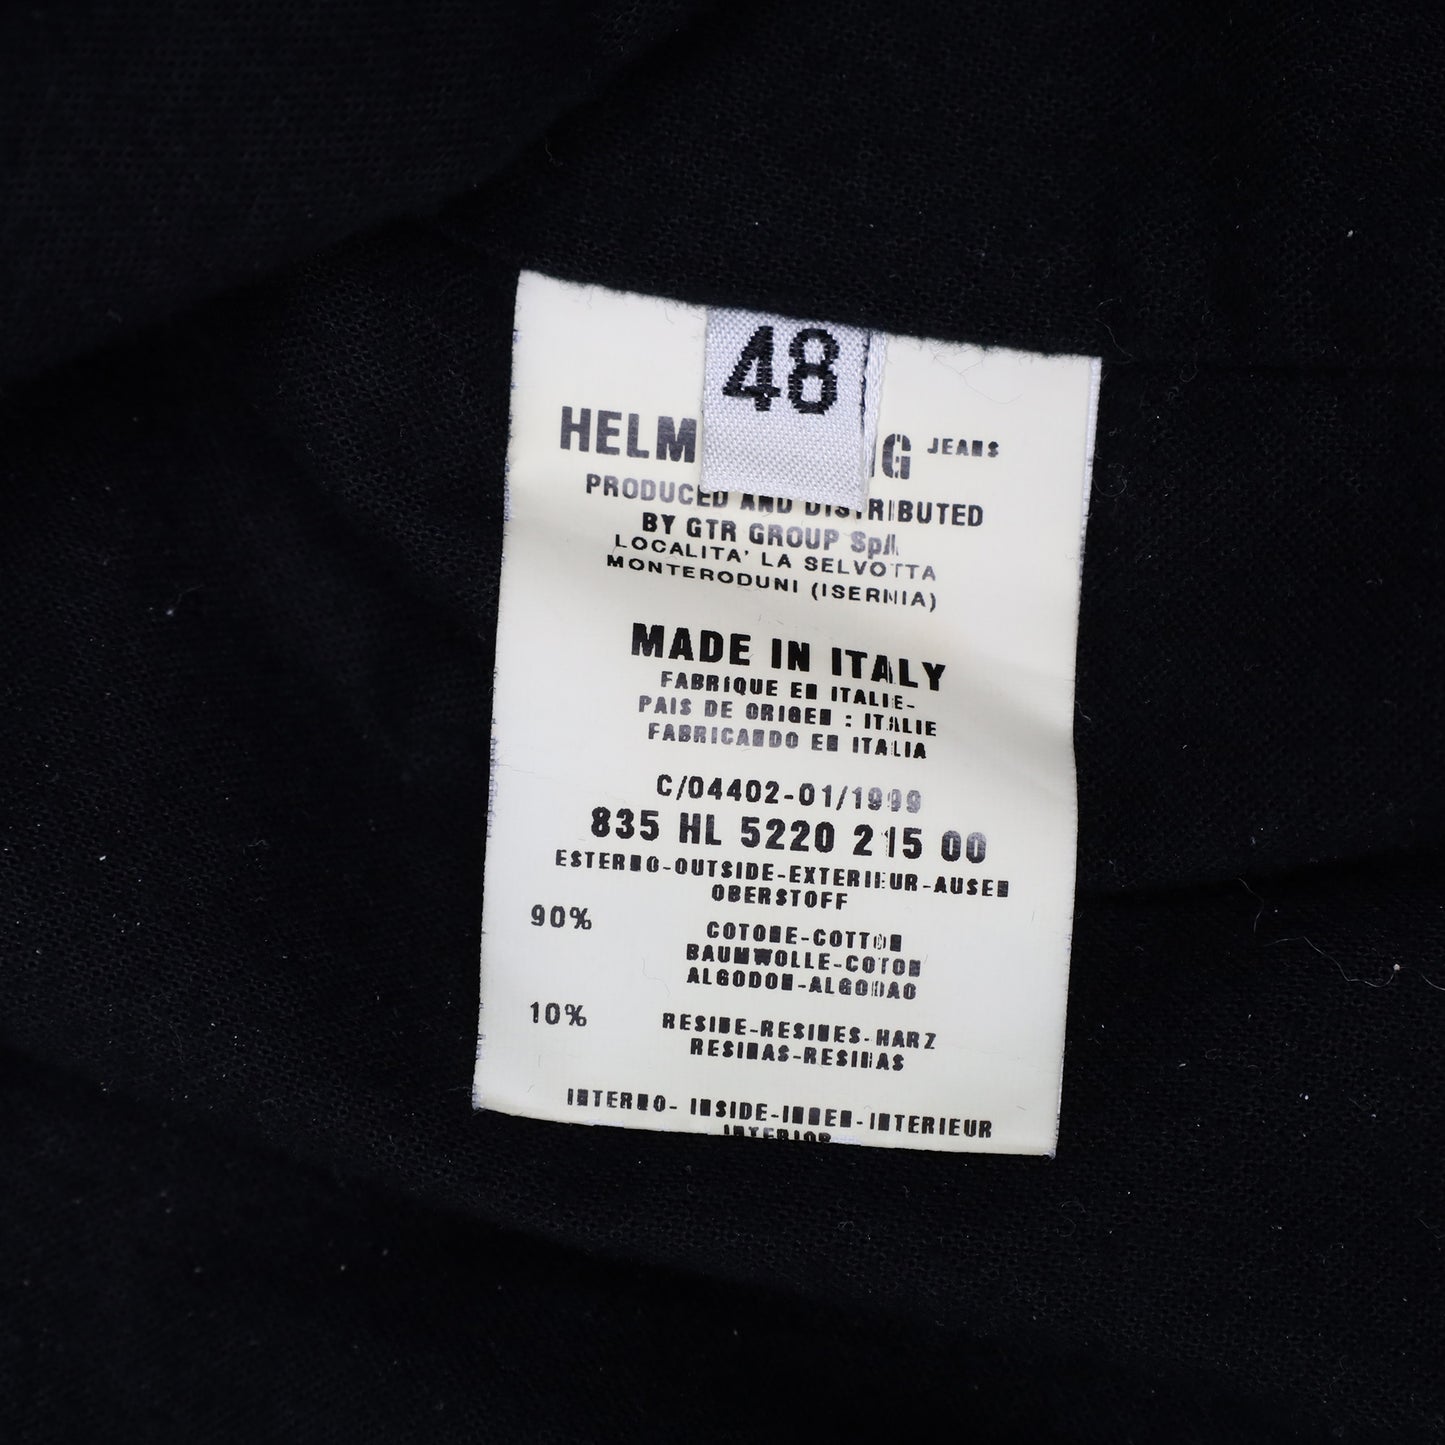 48
HELM G JEANS
PRODUCED AND DISTRIBUTED
BY GTR GROUP SpA
LOCALITA' LA SELVOTTA
MONTERODUNI (ISERNIA)
MADE IN ITALY
FABRIQUE EN ITALIE-
PAIS DE ORIGEN : ITALIE
FABRICANDO EN ITALIA
C/04402-01/1999
835 HL 5220 215 00
ESTERNO-OUTSIDE-EXTERIEUR-AUSEN
OBERSTOFF
90% COTONE-COTTON
BAUMWOLLE-COTON
ALGODON-ALGODAO
10% RESINE-RESINES-HARZ
RESINAS-RESINAS
INTERNO- INSIDE-INNEN-INTERIEUR
INTERIOR